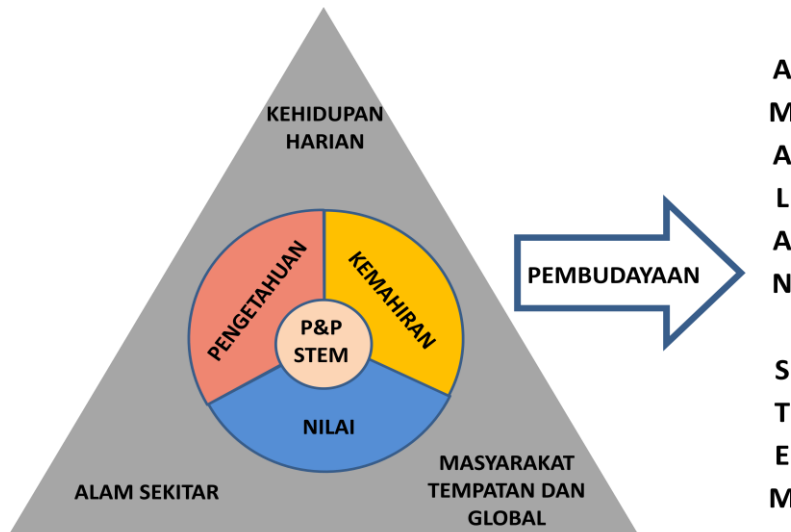 KEHIDUPAN
HARIAN
PENGETAHUAN
KEMAHIRAN
P&P
STEM
NILAI
ALAM SEKITAR
MASYARAKAT
TEMPATAN DAN
GLOBAL
PEMBUDAYAAN
A
M
A
L
A
N
S
T
E
M